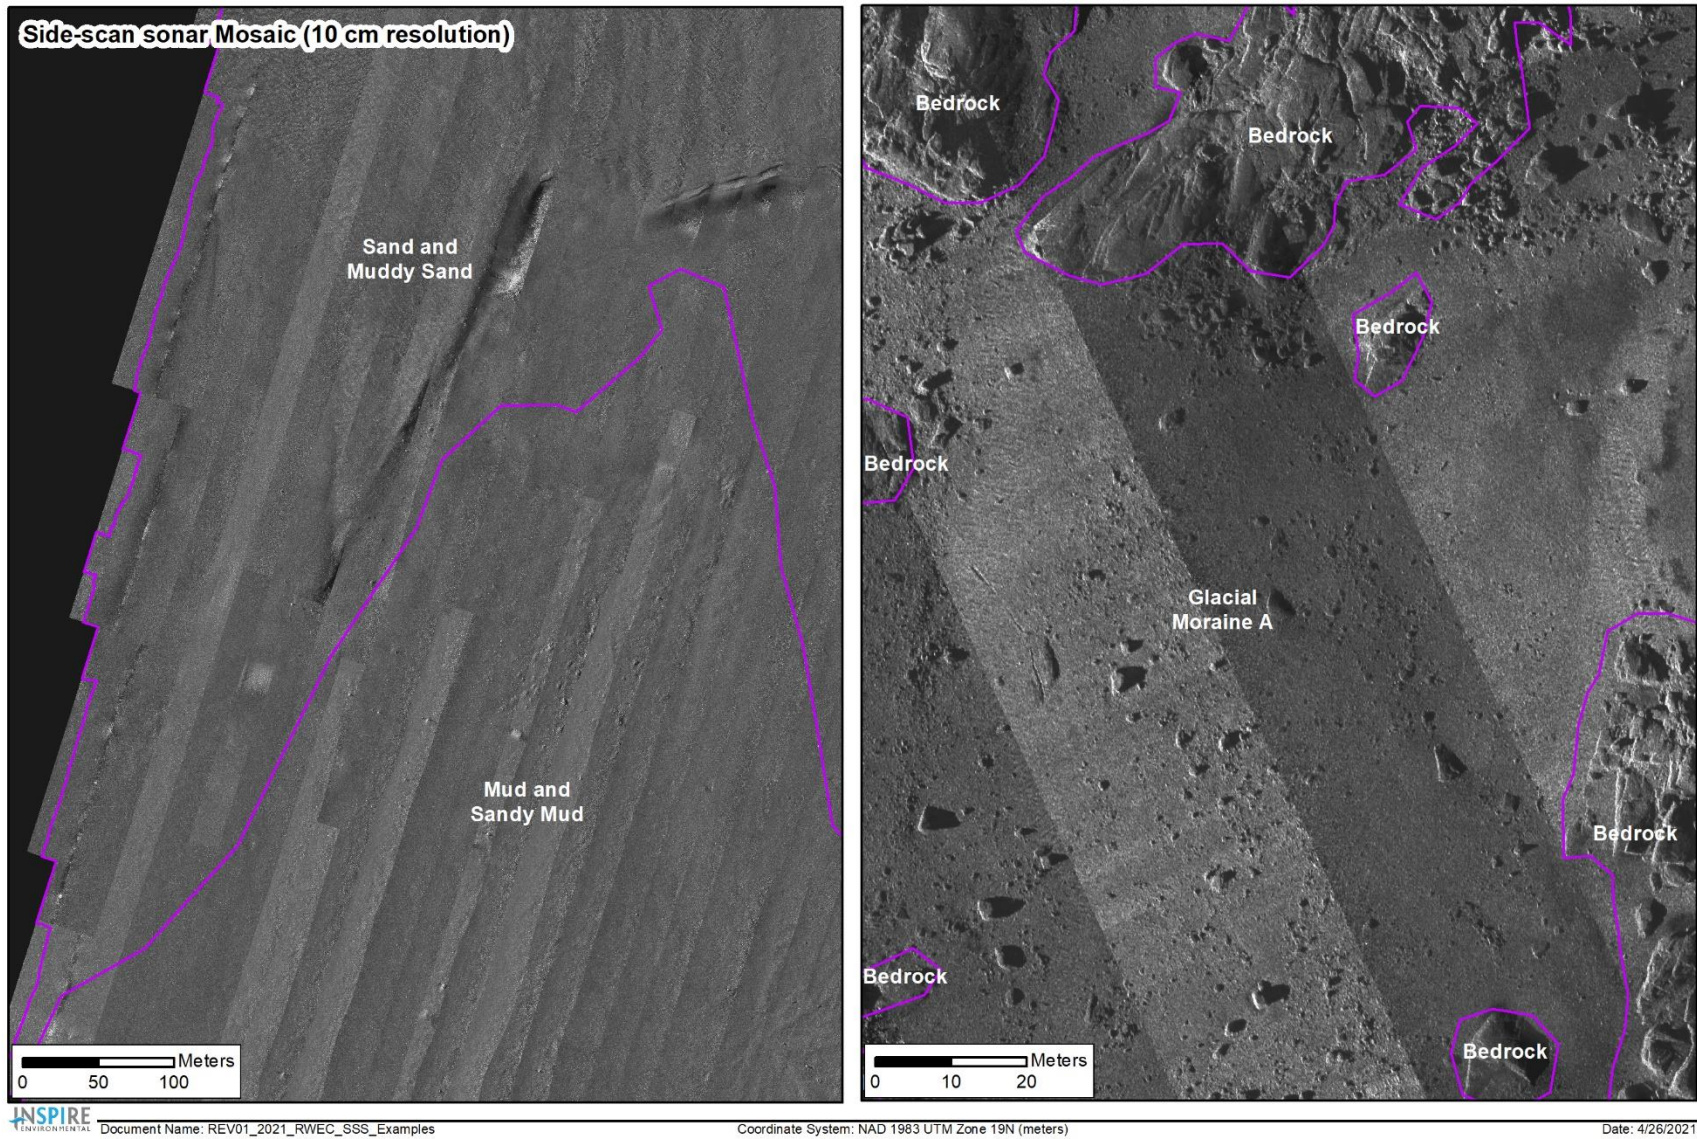 Side-scan sonar Mosaic (10 cm resolution)
Sand and
Muddy Sand
Mud and
Sandy Mud
Meters
0 50 100
Bedrock
Bedrock
Bedrock
Bedrock
Glacial
Moraine A
Bedrock
Bedrock
Bedrock
Meters
0 10 20
INSPIRE
ENVIRONMENTAL
Document Name: REV01_2021_RWEC_SSS_Examples
Coordinate System: NAD 1983 UTM Zone 19N (meters)
Date: 4/26/2021